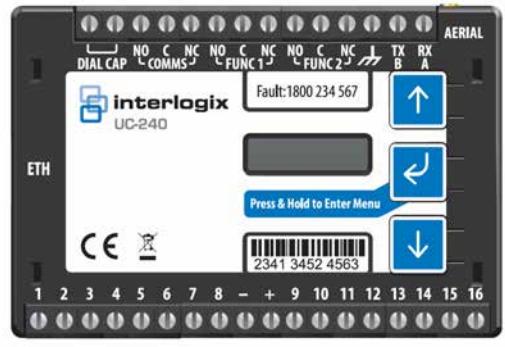 AERIAL
NO C NC NO C NC NO C NC TX RX
DIAL CAP COMMS FUNC 1 FUNC 2 B A
interlogix
UC-240
Fault:1800 234 567
ETH
Press & Hold to Enter Menu
CE
2341 3452 4563
1 2 3 4 5 6 7 8 − + 9 10 11 12 13 14 15 16